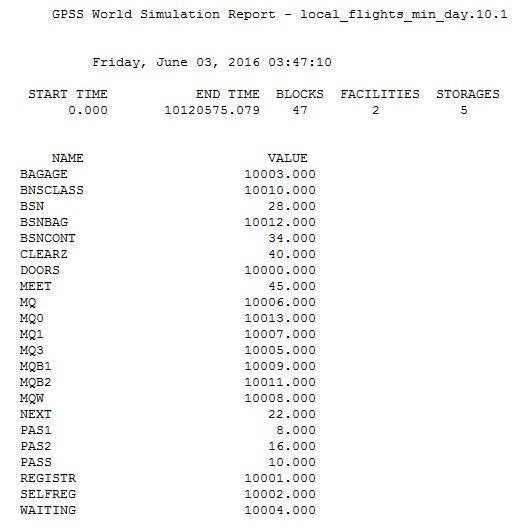 GPSS World Simulation Report - local_flights_min_day.10.1
Friday, June 03, 2016 03:47:10
START TIME END TIME BLOCKS FACILITIES STORAGES
0.000 10120575.079 47 2 5
NAME VALUE
BAGAGE 10003.000
BNSCLASS 10010.000
BSN 28.000
BSNBAG 10012.000
BSNCONT 34.000
CLEARZ 40.000
DOORS 10000.000
MEET 45.000
MQ 10006.000
MQ0 10013.000
MQ1 10007.000
MQ3 10005.000
MQB1 10009.000
MQB2 10011.000
MQW 10008.000
NEXT 22.000
PAS1 8.000
PAS2 16.000
PASS 10.000
REGISTR 10001.000
SELFREG 10002.000
WAITING 10004.000